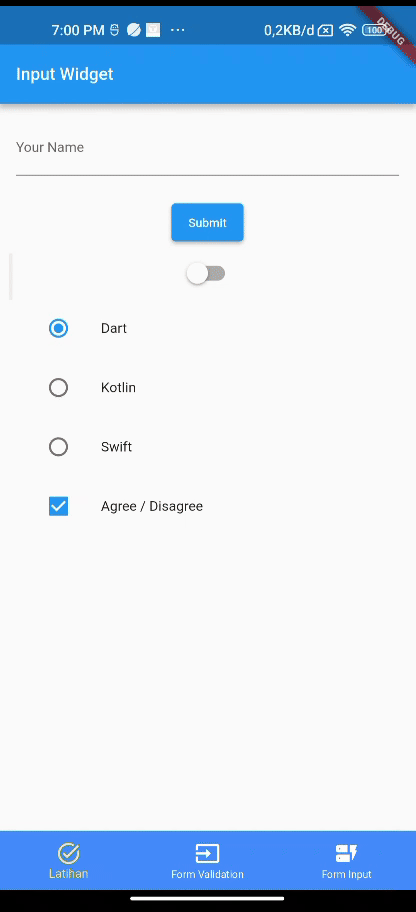 7:00 PM ... 0,2KB/d 100
DEBUG
Input Widget
Your Name
Submit
Dart
Kotlin
Swift
Agree / Disagree
Latihan Form Validation Form Input